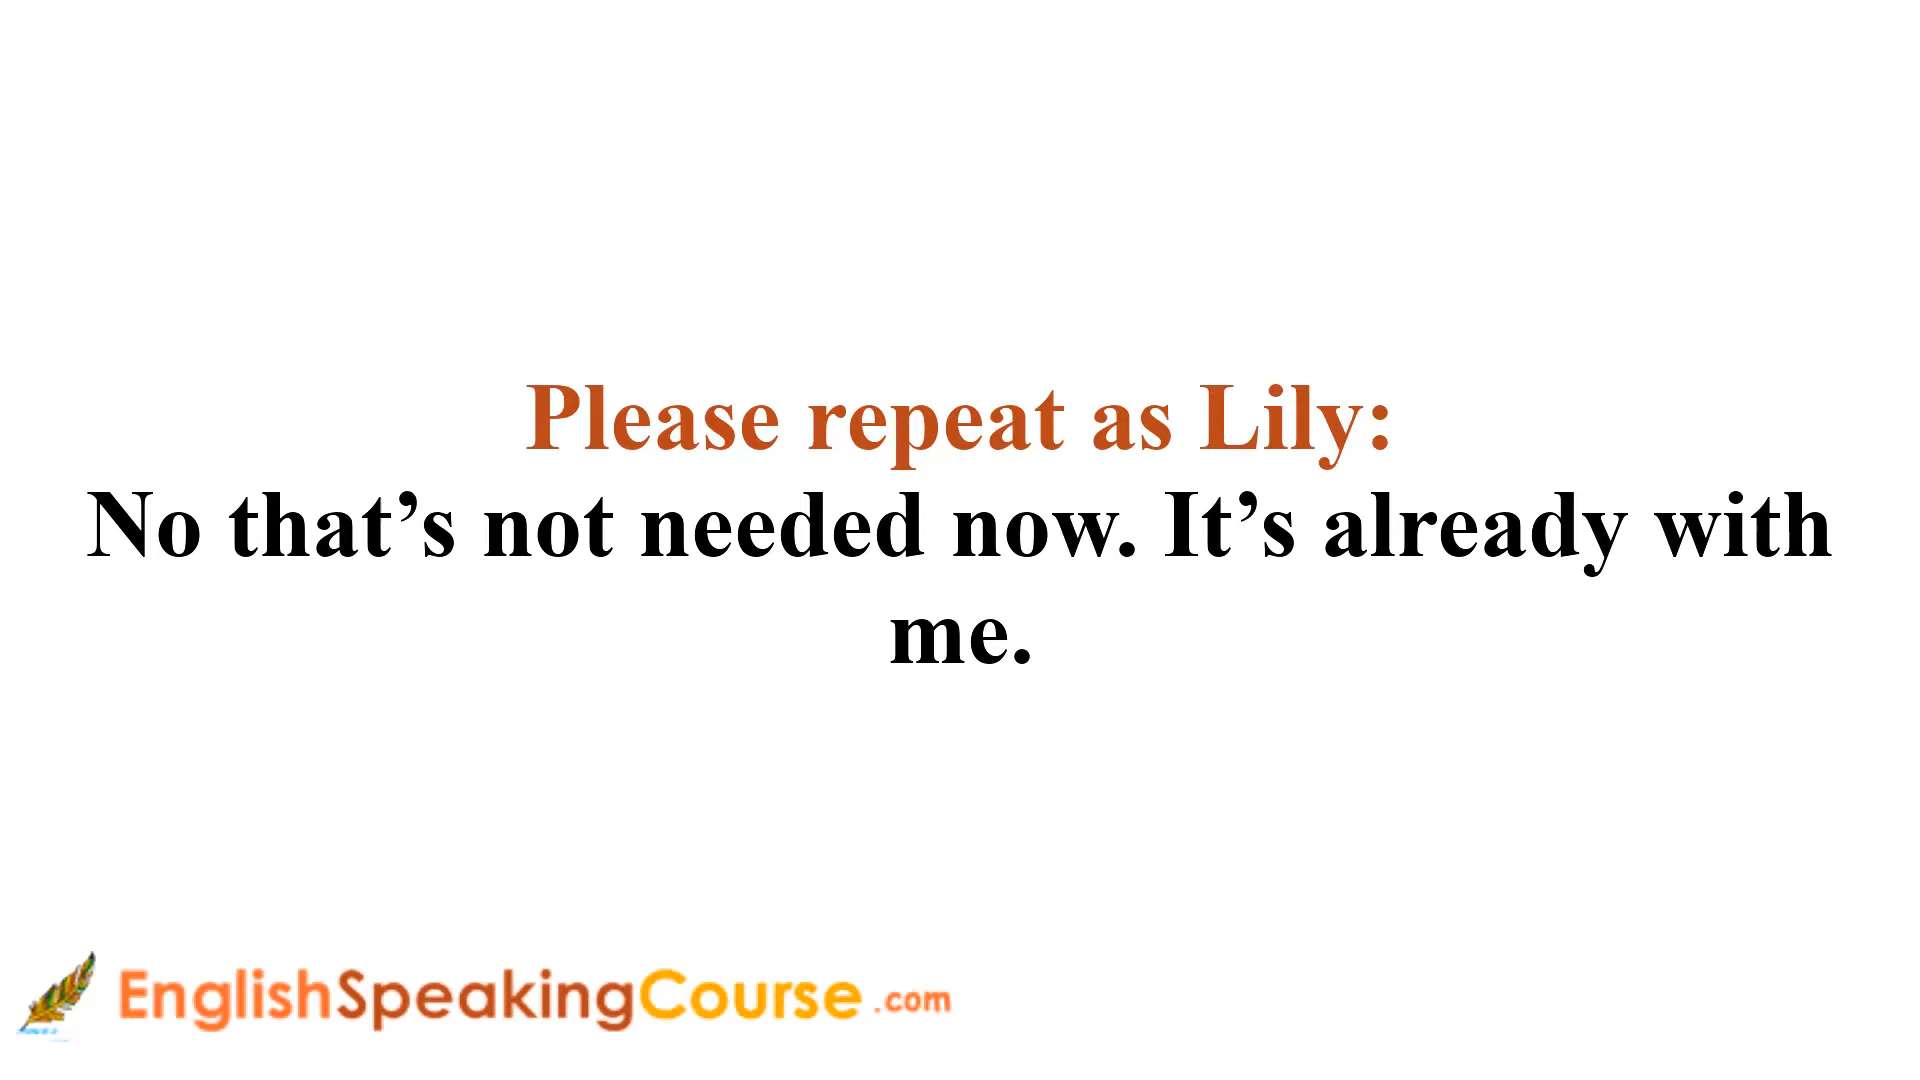 Please repeat as Lily:
No that’s not needed now. It’s already with
me.
EnglishSpeakingCourse.com